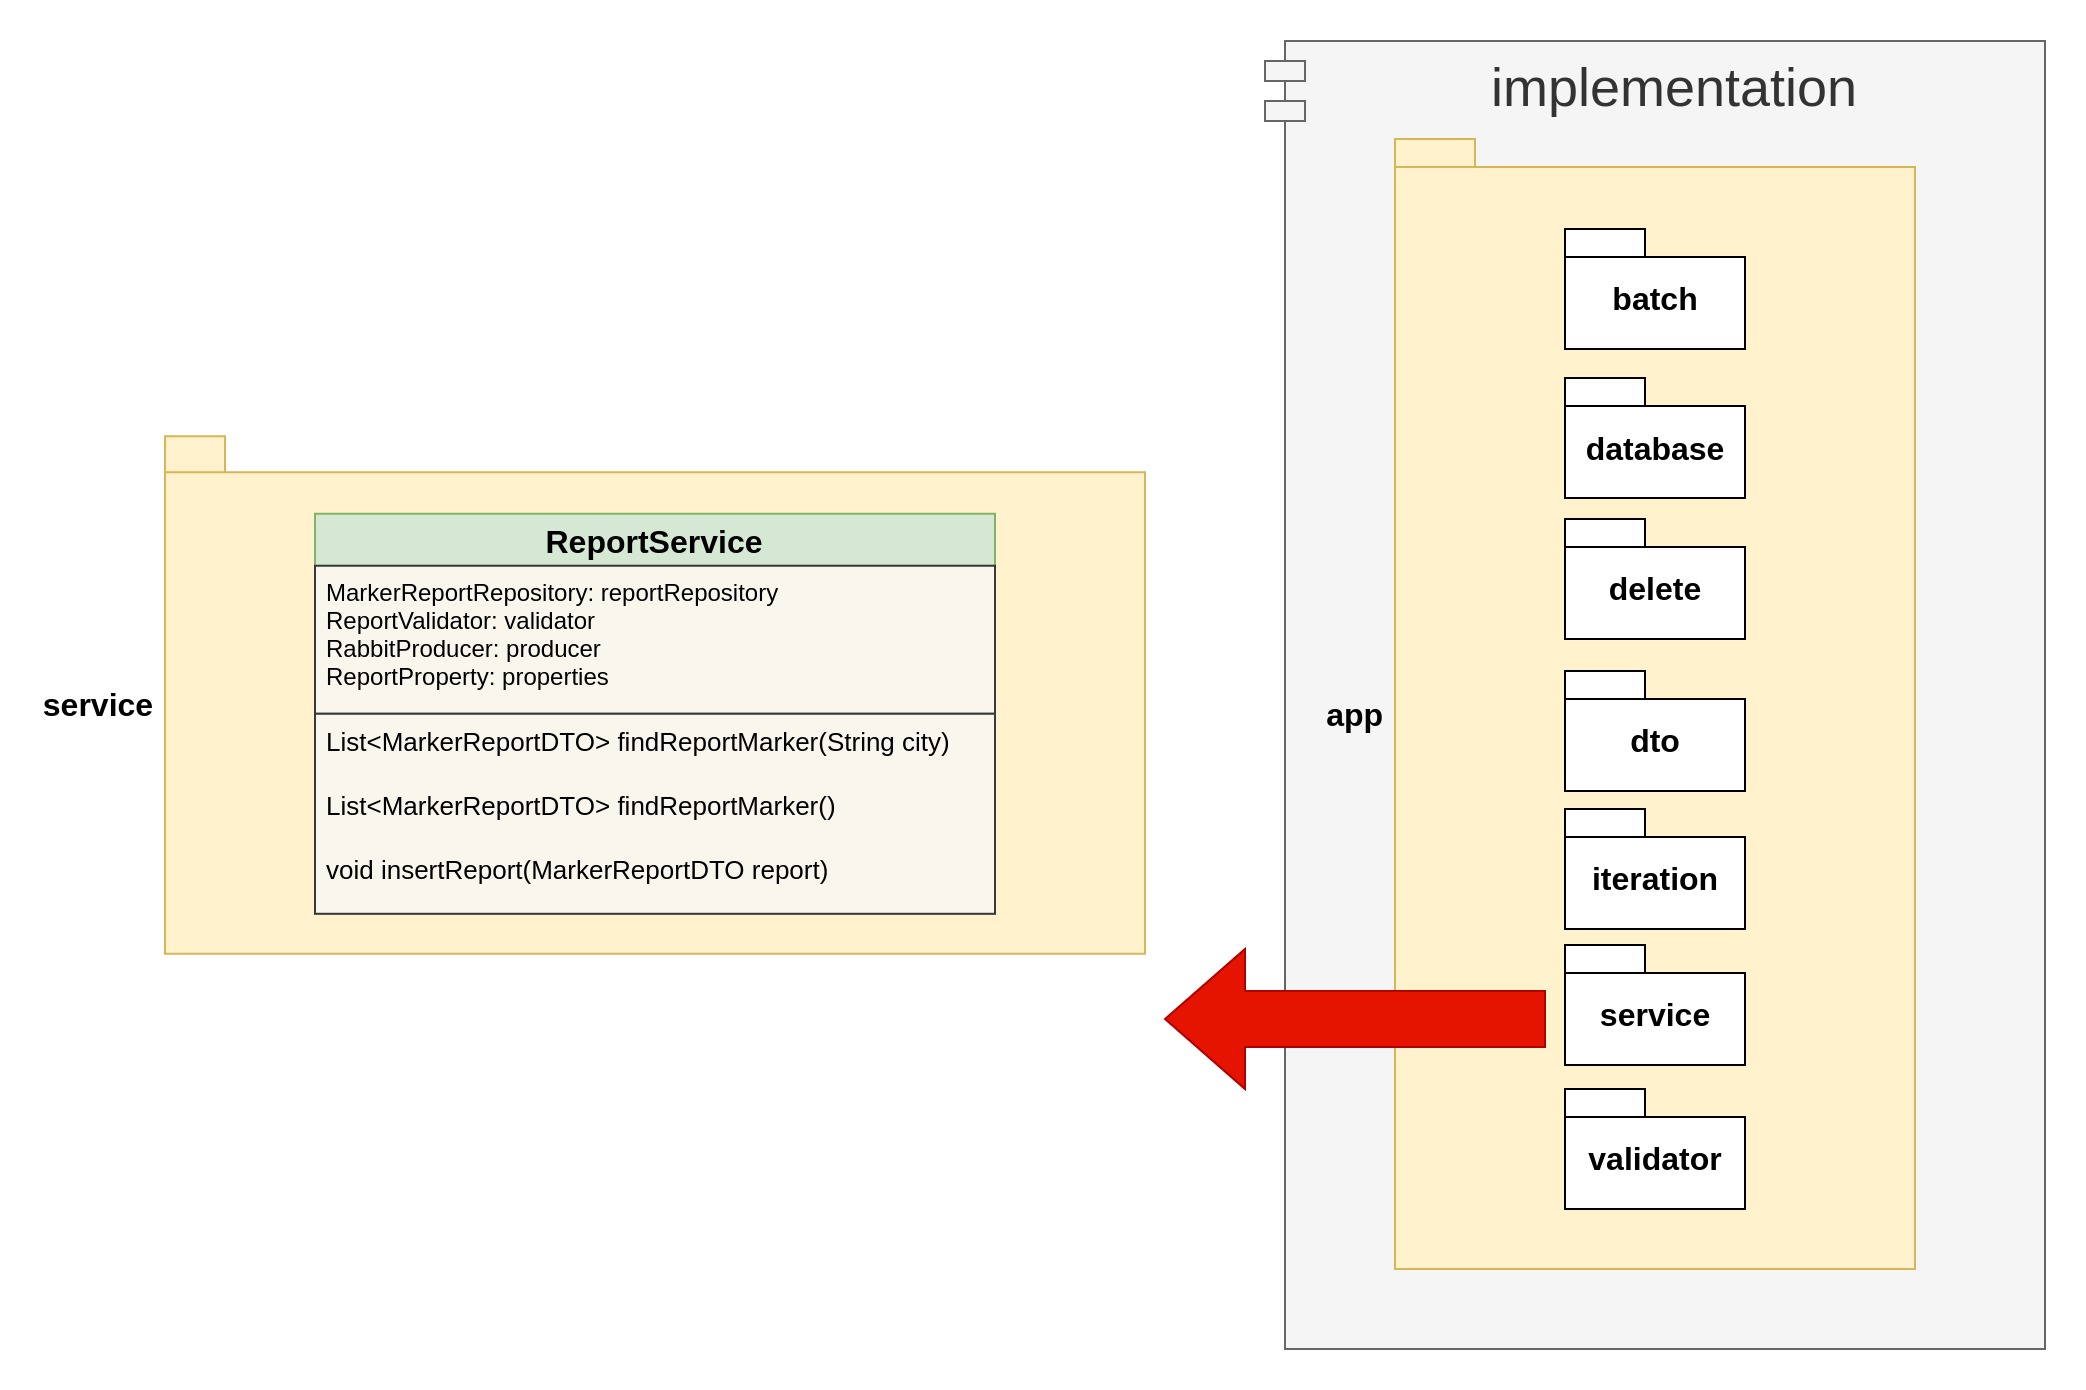 implementation
batch
database
delete
app
dto
iteration
service
validator
service
ReportService
MarkerReportRepository: reportRepository
ReportValidator: validator
RabbitProducer: producer
ReportProperty: properties
List<MarkerReportDTO> findReportMarker(String city)
List<MarkerReportDTO> findReportMarker()
void insertReport(MarkerReportDTO report)